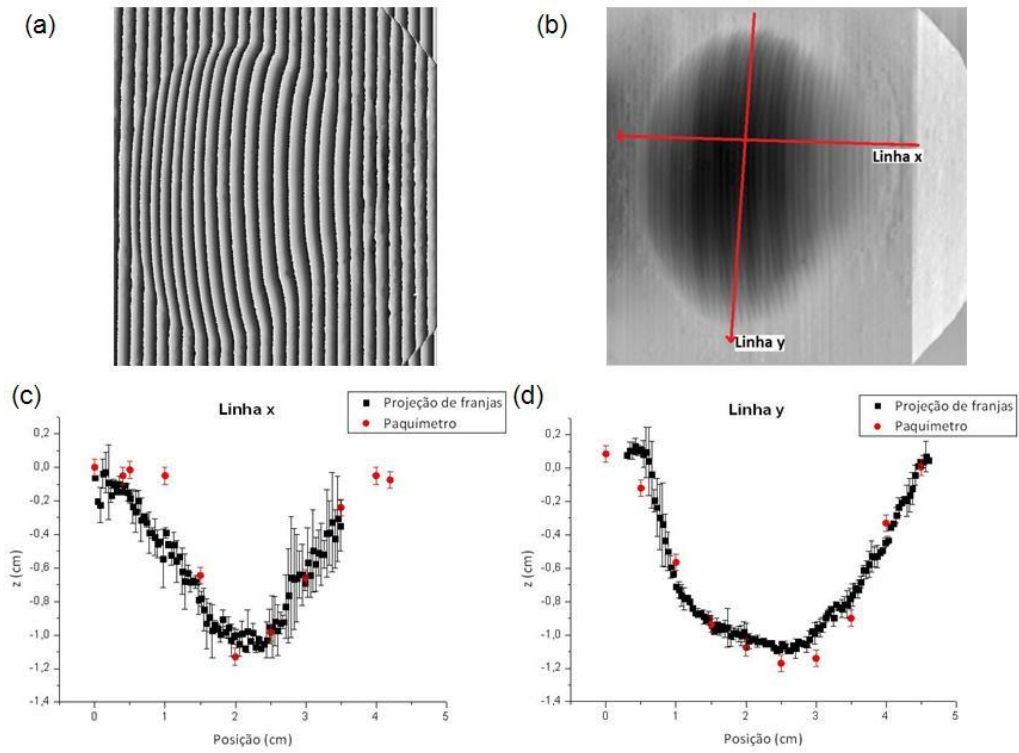 (a)
(b)
Linha x
Linha y
(c)
Linha x
Projeção de franjas
Paquímetro
0,2
0,0
-0,2
-0,4
-0,6
-0,8
-1,0
-1,2
-1,4
z (cm)
0 1 2 3 4 5
Posição (cm)
(d)
Linha y
Projeção de franjas
Paquímetro
0,2
0,0
-0,2
-0,4
-0,6
-0,8
-1,0
-1,2
-1,4
z (cm)
0 1 2 3 4 5
Posição (cm)